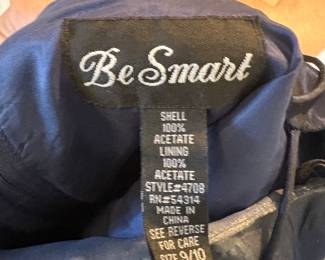 Be Smart
SHELL
100%
ACETATE
LINING
100%
ACETATE
STYLE#4708
RN#54314
MADE IN
CHINA
SEE REVERSE
FOR CARE
SIZE 9/10